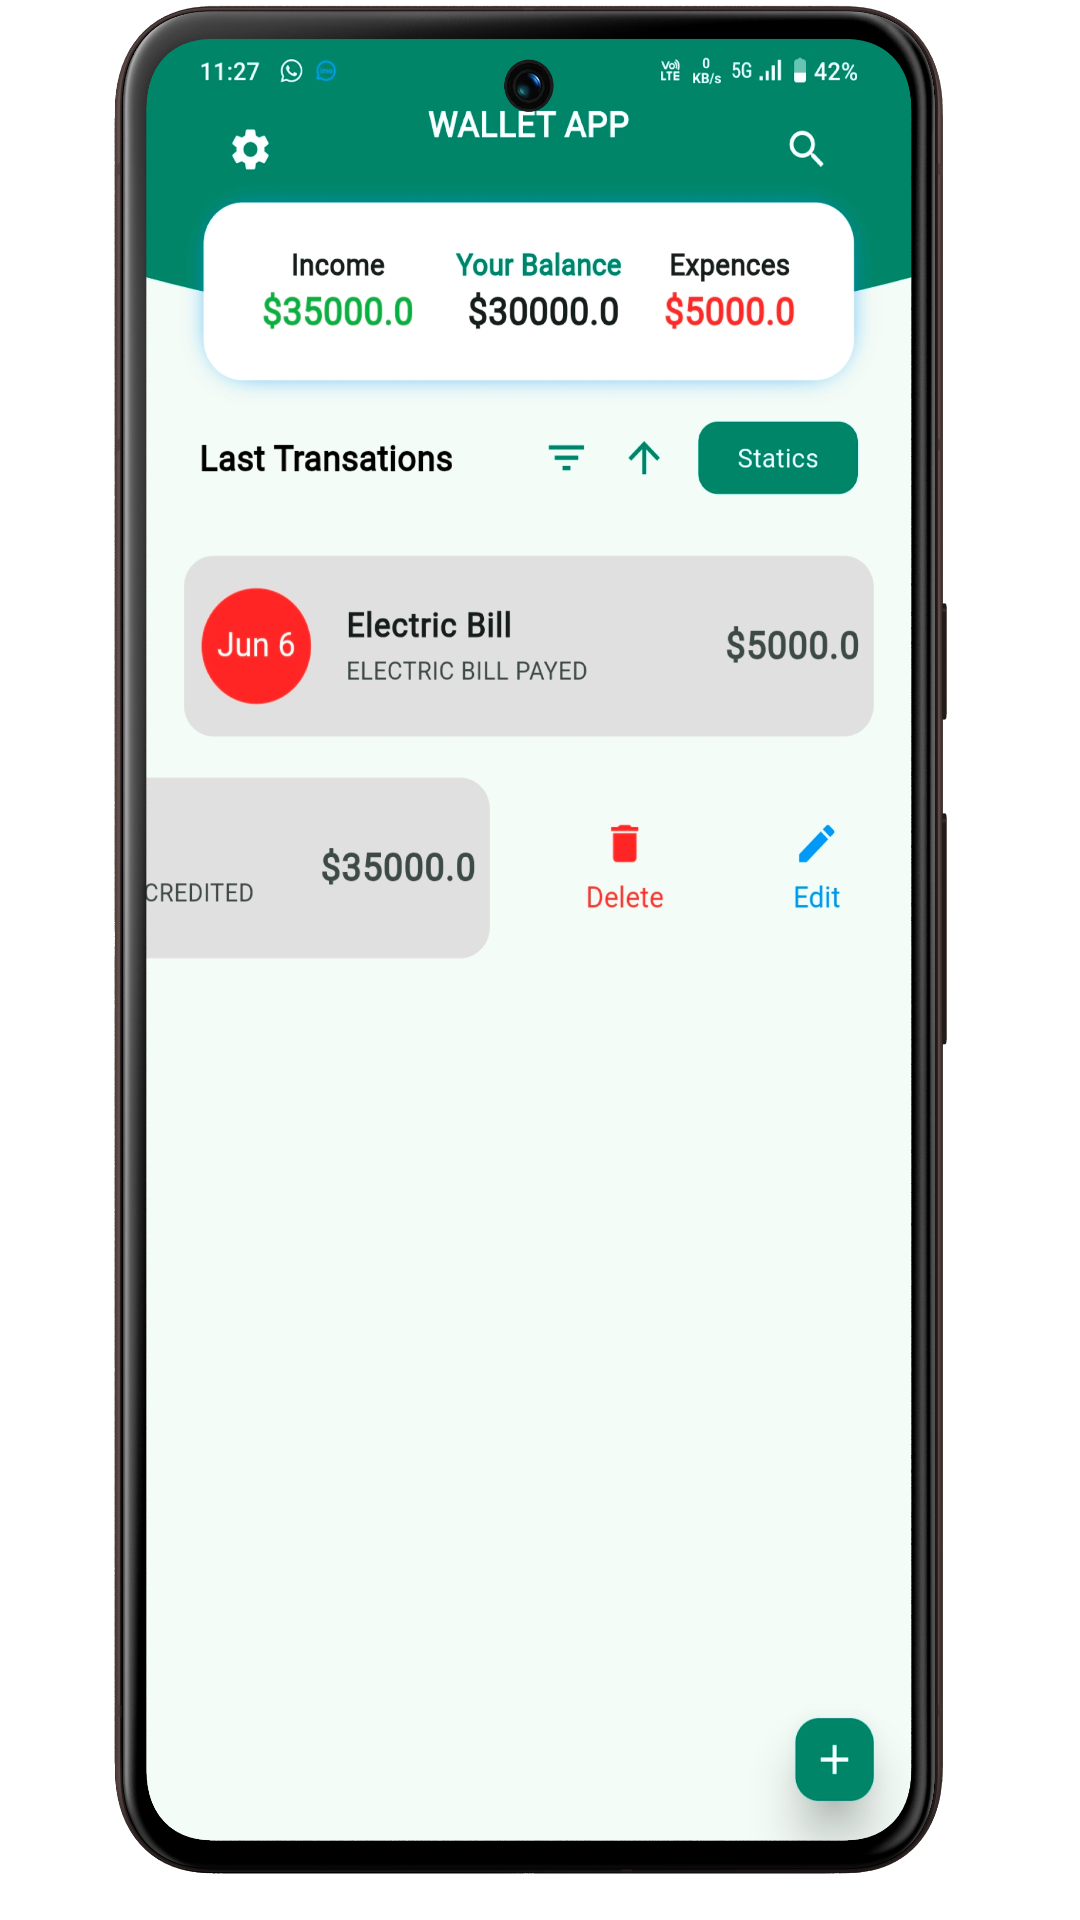 11:27 Vo) LTE 0 KB/s 5G 42%
WALLET APP
Income Your Balance Expences
$35000.0 $30000.0 $5000.0
Last Transations Statics
Jun 6 Electric Bill $5000.0
ELECTRIC BILL PAYED
$35000.0
CREDITED
Delete Edit